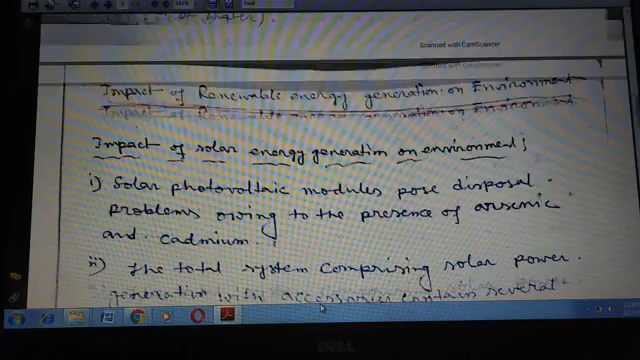 Scanned with CamScanner
Impact of Renewable energy generation on Environment
Impact of solar energy generation on environment;
i) Solar photovoltaic modules pose disposal
problems owing to the presence of arsenic
and cadmium.
ii) The total system comprising solar power
generation with accessories contain several
DELL